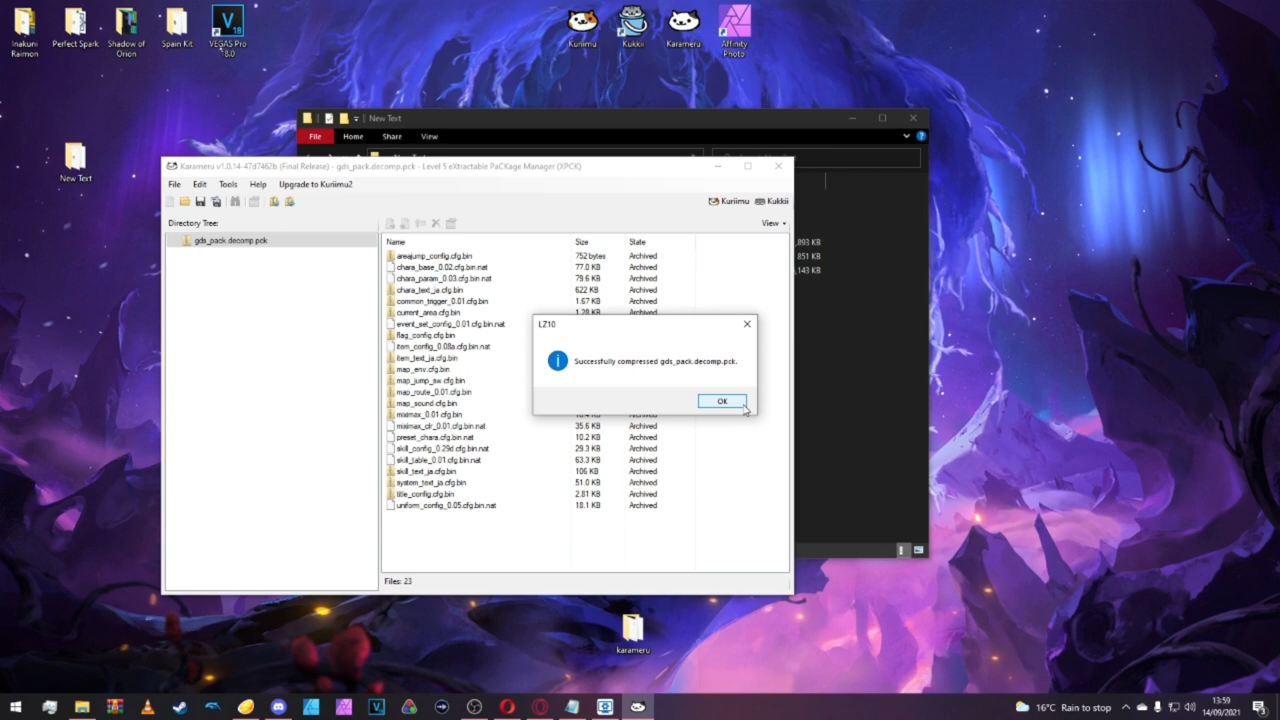 Inakuni Raimon
Perfect Spark
Shadow of Orion
Spain Kit
VEGAS Pro 18.0
Kuriimu
Kukkii
Karameru
Affinity Photo
New Text
New Text
File Home Share View
Karameru v1.0.14-47d7462b (Final Release) - gds_pack.decomp.pck - Level 5 eXtractable PaCKage Manager (XPCK)
File Edit Tools Help Upgrade to Kuriimu2
Kuriimu Kukkii
Directory Tree:
View
gds_pack.decomp.pck
Name Size State
areajump_config.cfg.bin 752 bytes Archived
chara_base_0.02.cfg.bin.nat 77.0 KB Archived
chara_param_0.03.cfg.bin.nat 79.6 KB Archived
chara_text_ja.cfg.bin 622 KB Archived
common_trigger_0.01.cfg.bin 1.67 KB Archived
current_area.cfg.bin 1.28 KB Archived
event_set_config_0.01.cfg.bin.nat
flag_config.cfg.bin
item_config_0.08a.cfg.bin.nat
item_text_ja.cfg.bin
map_env.cfg.bin
map_jump_sw.cfg.bin
map_route_0.01.cfg.bin
map_sound.cfg.bin
miximax_0.01.cfg.bin
miximax_clr_0.01.cfg.bin.nat 35.6 KB Archived
preset_chara.cfg.bin.nat 10.2 KB Archived
skill_config_0.29d.cfg.bin.nat 29.3 KB Archived
skill_table_0.01.cfg.bin.nat 63.3 KB Archived
skill_text_ja.cfg.bin 106 KB Archived
system_text_ja.cfg.bin 51.0 KB Archived
title_config.cfg.bin 2.81 KB Archived
uniform_config_0.05.cfg.bin.nat 18.1 KB Archived
Files: 23
,893 KB
851 KB
,143 KB
LZ10
Successfully compressed gds_pack.decomp.pck.
OK
karameru
16°C Rain to stop
13:59
14/09/2021